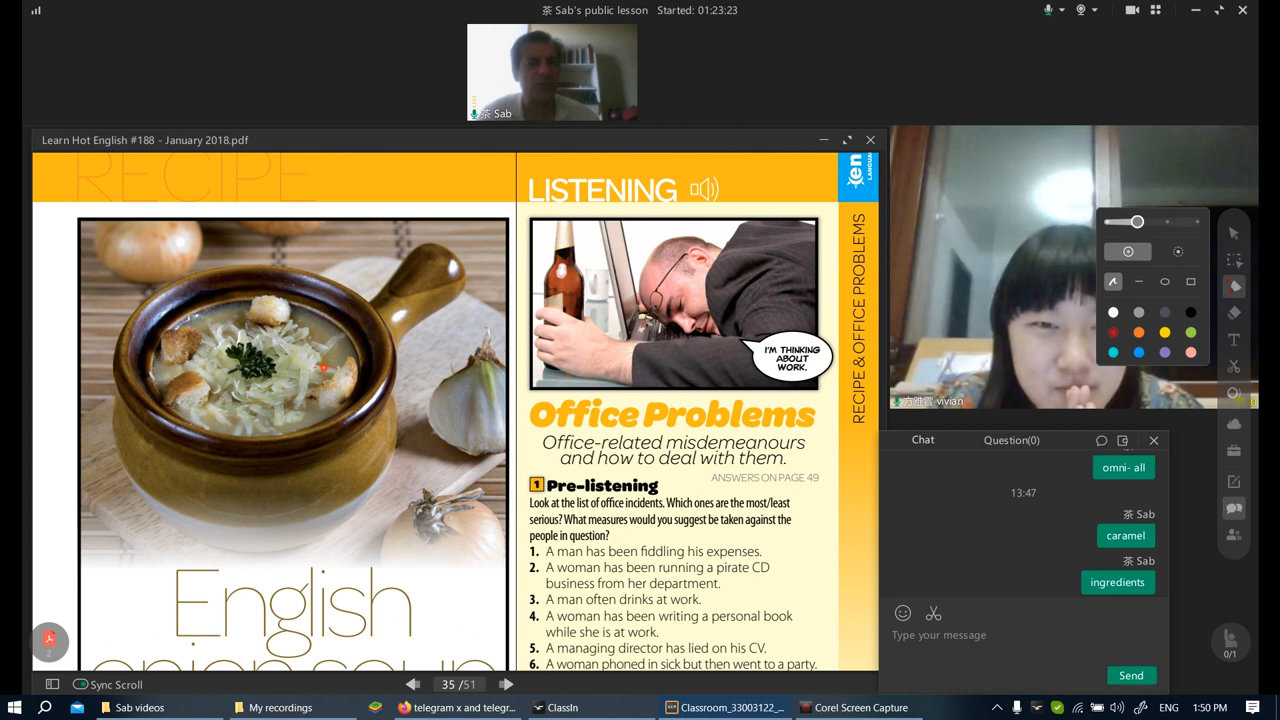 茶 Sab's public lesson Started: 01:23:23
茶 Sab
Learn Hot English #188 - January 2018.pdf
RECIPE
English
onion soup
LISTENING
I'M THINKING
ABOUT
WORK.
Office Problems
Office-related misdemeanours
and how to deal with them.
ANSWERS ON PAGE 49
1 Pre-listening
Look at the list of office incidents. Which ones are the most/least
serious? What measures would you suggest be taken against the
people in question?
1. A man has been fiddling his expenses.
2. A woman has been running a pirate CD
business from her department.
3. A man often drinks at work.
4. A woman has been writing a personal book
while she is at work.
5. A managing director has lied on his CV.
6. A woman phoned in sick but then went to a party.
en
LANGUA
RECIPE & OFFICE PROBLEMS
vivian
Chat Question(0)
omni- all
13:47
茶 Sab
caramel
茶 Sab
ingredients
Type your message
Send
0/1
2
Sync Scroll
35 /51
Sab videos
My recordings
telegram x and telegr...
ClassIn
Classroom_33003122_...
Corel Screen Capture
ENG
1:50 PM